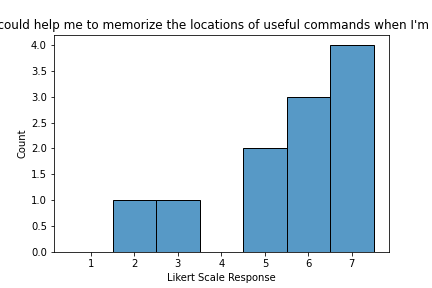 could help me to memorize the locations of useful commands when I'm
4.0
3.5
3.0
2.5
2.0
1.5
1.0
0.5
0.0
Count
1 2 3 4 5 6 7
Likert Scale Response